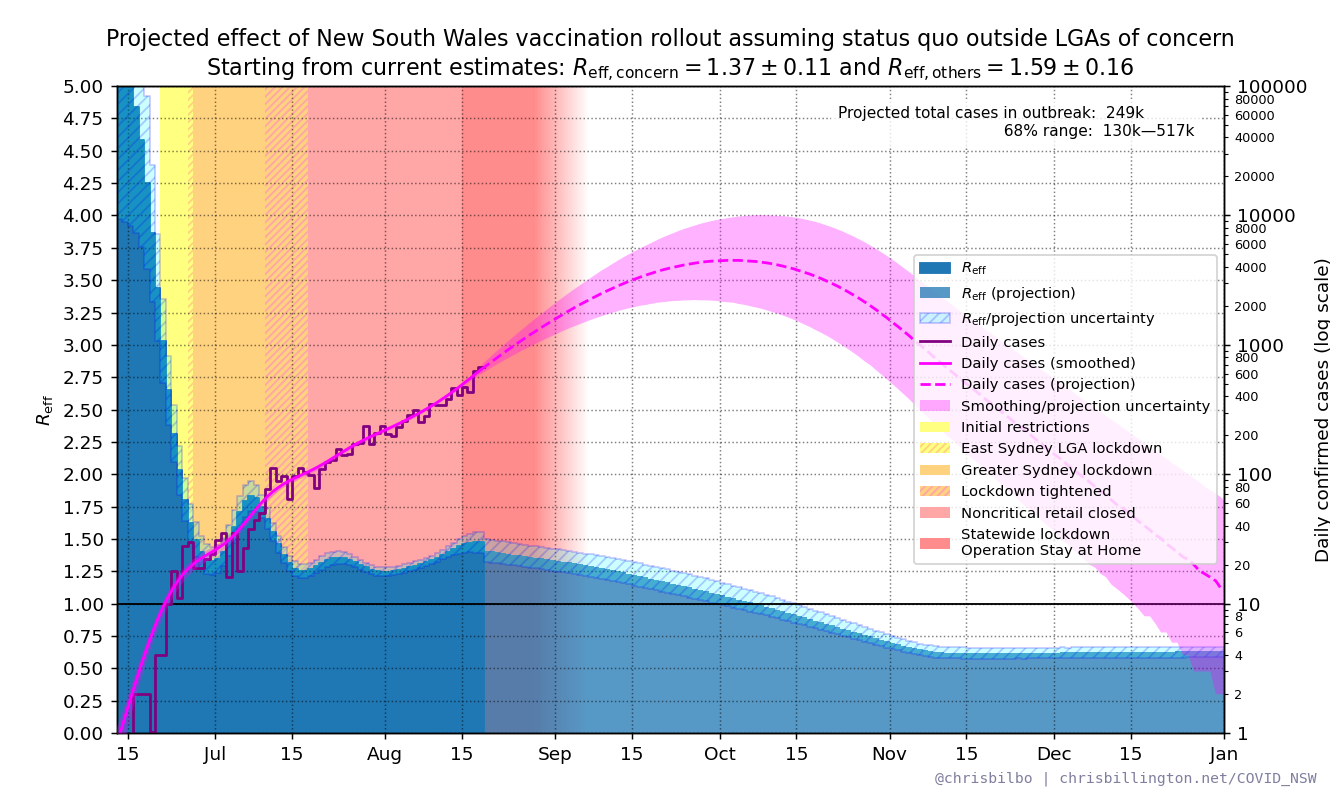 Projected effect of New South Wales vaccination rollout assuming status quo outside LGAs of concern
Starting from current estimates: R_eff, concern = 1.37 ± 0.11 and R_eff, others = 1.59 ± 0.16
Projected total cases in outbreak: 249k
68% range: 130k—517k
R_eff
5.00
4.75
4.50
4.25
4.00
3.75
3.50
3.25
3.00
2.75
2.50
2.25
2.00
1.75
1.50
1.25
1.00
0.75
0.50
0.25
0.00
R_eff
R_eff (projection)
R_eff/projection uncertainty
Daily cases
Daily cases (smoothed)
Daily cases (projection)
Smoothing/projection uncertainty
Initial restrictions
East Sydney LGA lockdown
Greater Sydney lockdown
Lockdown tightened
Noncritical retail closed
Statewide lockdown
Operation Stay at Home
100000
80000
60000
40000
20000
10000
8000
6000
4000
2000
1000
800
600
400
200
100
80
60
40
20
10
8
6
4
2
1
Daily confirmed cases (log scale)
15 Jul 15 Aug 15 Sep 15 Oct 15 Nov 15 Dec 15 Jan
@chrisbilbo | chrisbillington.net/COVID_NSW